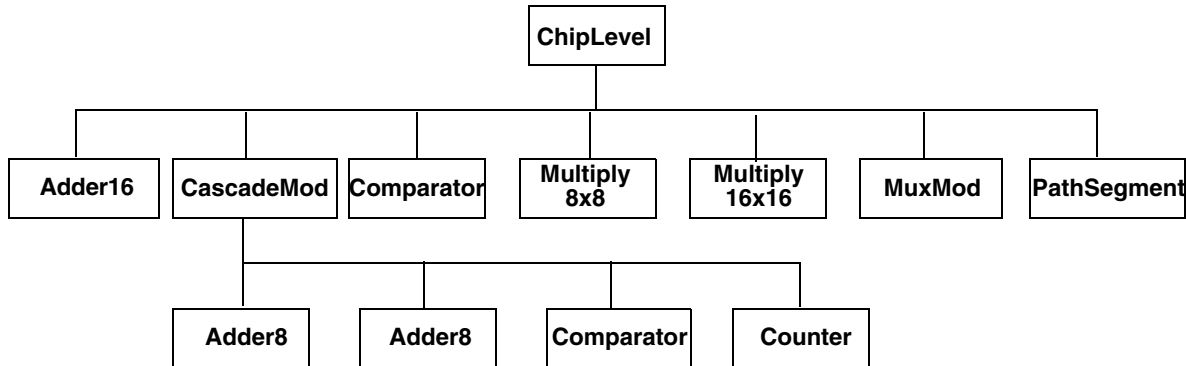 ChipLevel
Adder16
CascadeMod
Comparator
Multiply
8x8
Multiply
16x16
MuxMod
PathSegment
Adder8
Adder8
Comparator
Counter